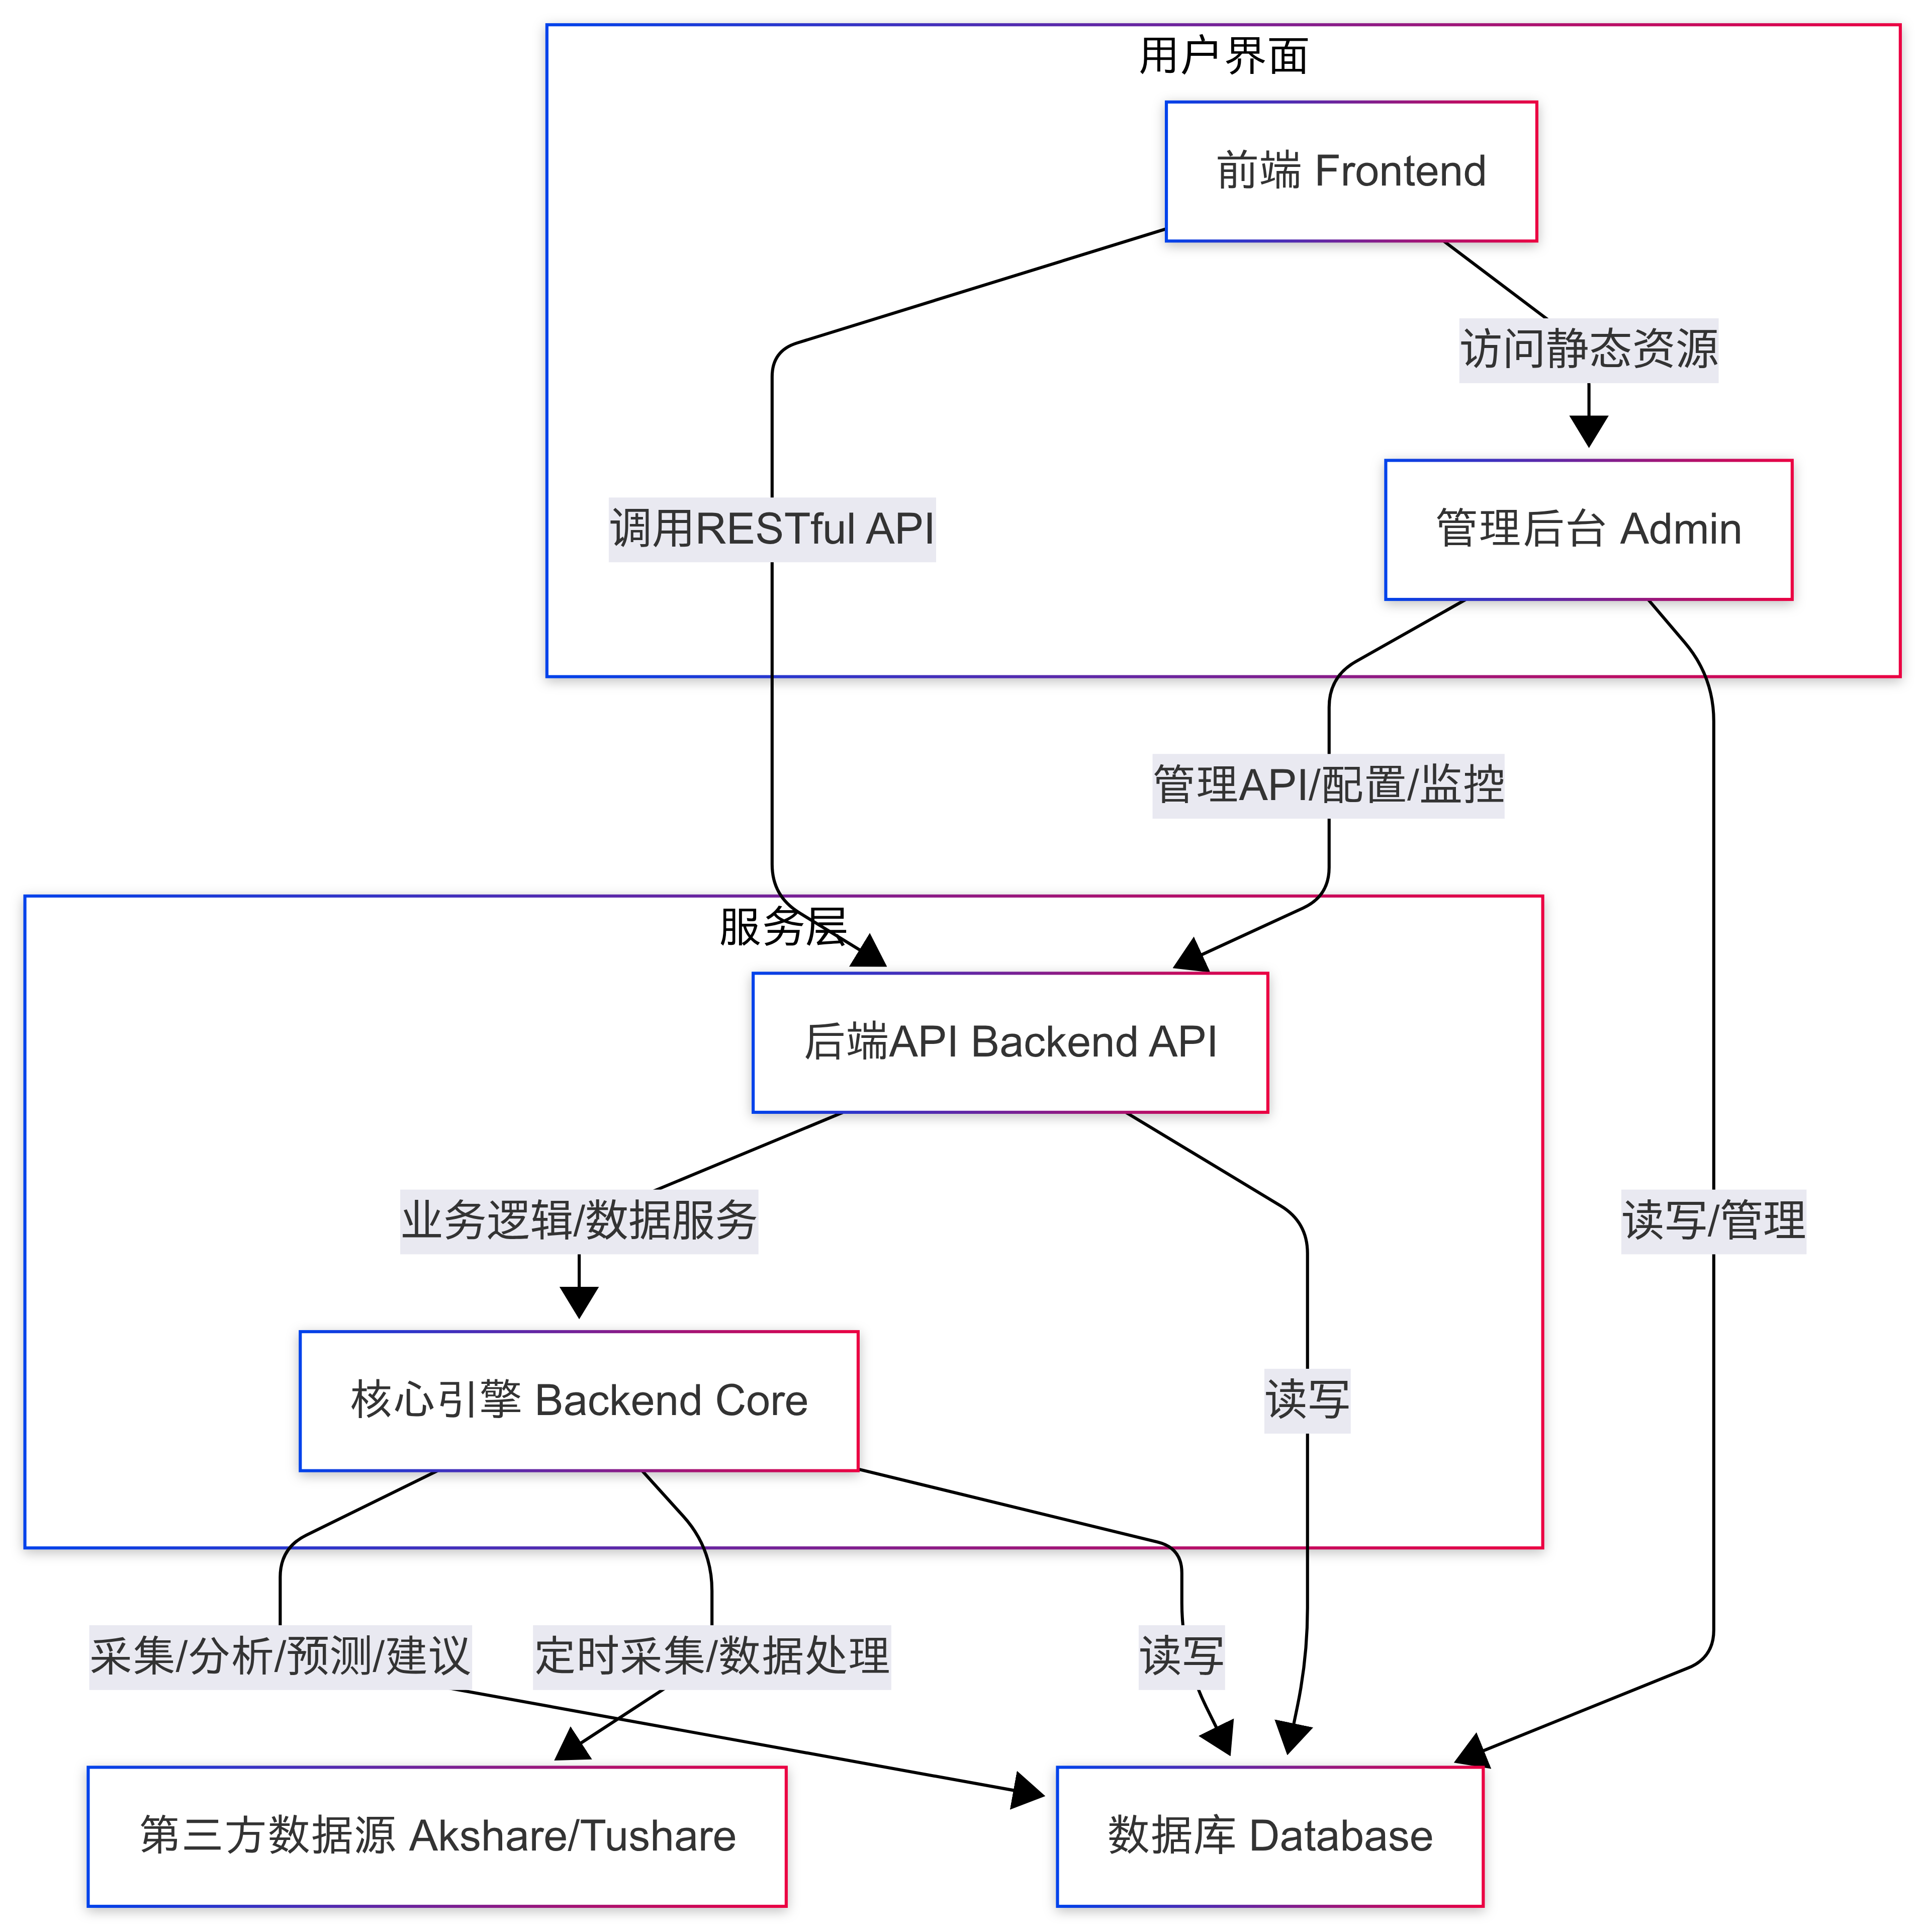 用户界面
前端 Frontend
访问静态资源
调用RESTful API
管理后台 Admin
管理API/配置/监控
服务层
后端API Backend API
业务逻辑/数据服务
读写/管理
核心引擎 Backend Core
读写
采集/分析/预测/建议
定时采集/数据处理
读写
第三方数据源 Akshare/Tushare
数据库 Database